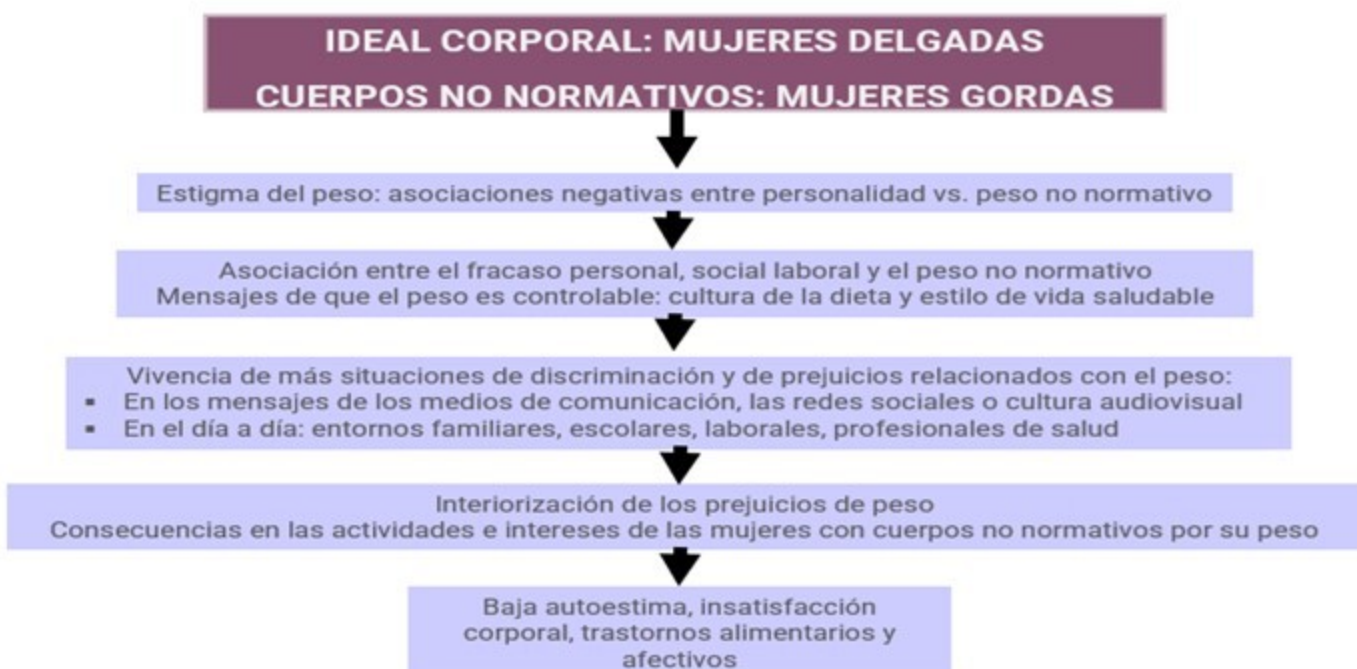 IDEAL CORPORAL: MUJERES DELGADAS
CUERPOS NO NORMATIVOS: MUJERES GORDAS
Estigma del peso: asociaciones negativas entre personalidad vs. peso no normativo
Asociación entre el fracaso personal, social laboral y el peso no normativo
Mensajes de que el peso es controlable: cultura de la dieta y estilo de vida saludable
Vivencia de más situaciones de discriminación y de prejuicios relacionados con el peso:
▪ En los mensajes de los medios de comunicación, las redes sociales o cultura audiovisual
▪ En el día a día: entornos familiares, escolares, laborales, profesionales de salud
Interiorización de los prejuicios de peso
Consecuencias en las actividades e intereses de las mujeres con cuerpos no normativos por su peso
Baja autoestima, insatisfacción
corporal, trastornos alimentarios y
afectivos